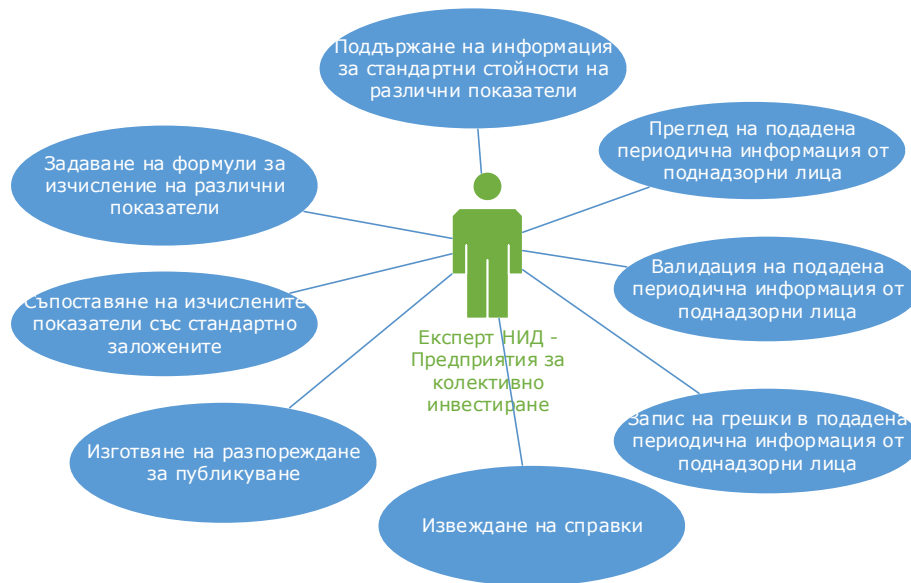 Поддържане на информация
за стандартни стойности на
различни показатели
Преглед на подадена
периодична информация от
поднадзорни лица
Задаване на формули за
изчисление на различни
показатели
Валидация на подадена
периодична информация от
поднадзорни лица
Съпоставяне на изчислените
показатели със стандартно
заложените
Експерт НИД -
Предприятия за
колективно
инвестиране
Запис на грешки в подадена
периодична информация от
поднадзорни лица
Изготвяне на разпореждане
за публикуване
Извеждане на справки